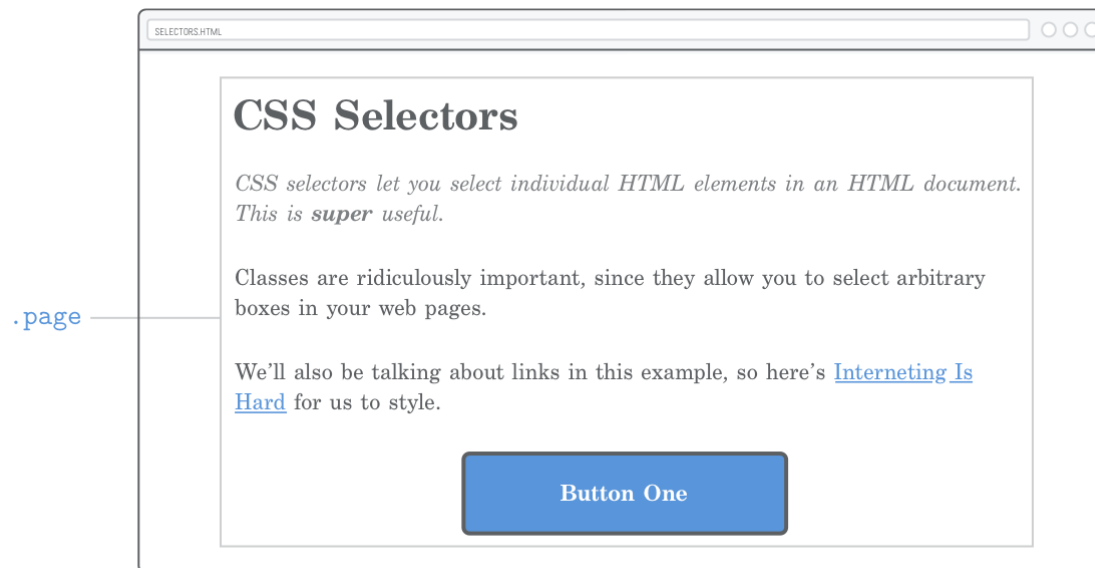 SELECTORS.HTML
CSS Selectors
CSS selectors let you select individual HTML elements in an HTML document.
This is super useful.
Classes are ridiculously important, since they allow you to select arbitrary
boxes in your web pages.
.page
We’ll also be talking about links in this example, so here’s Interneting Is
Hard for us to style.
Button One